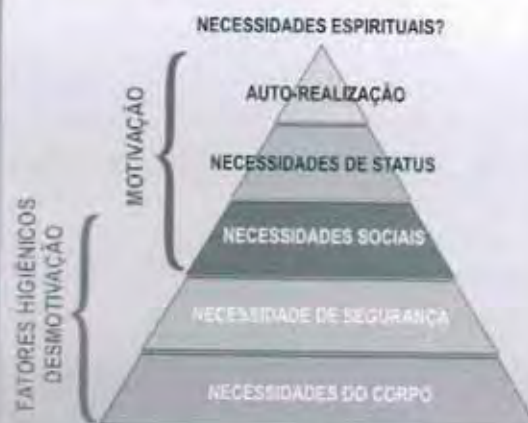 NECESSIDADES ESPIRITUAIS?
AUTO-REALIZAÇÃO
NECESSIDADES DE STATUS
NECESSIDADES SOCIAIS
NECESSIDADE DE SEGURANÇA
NECESSIDADES DO CORPO
MOTIVAÇÃO
FATORES HIGIÊNICOS
DESMOTIVAÇÃO